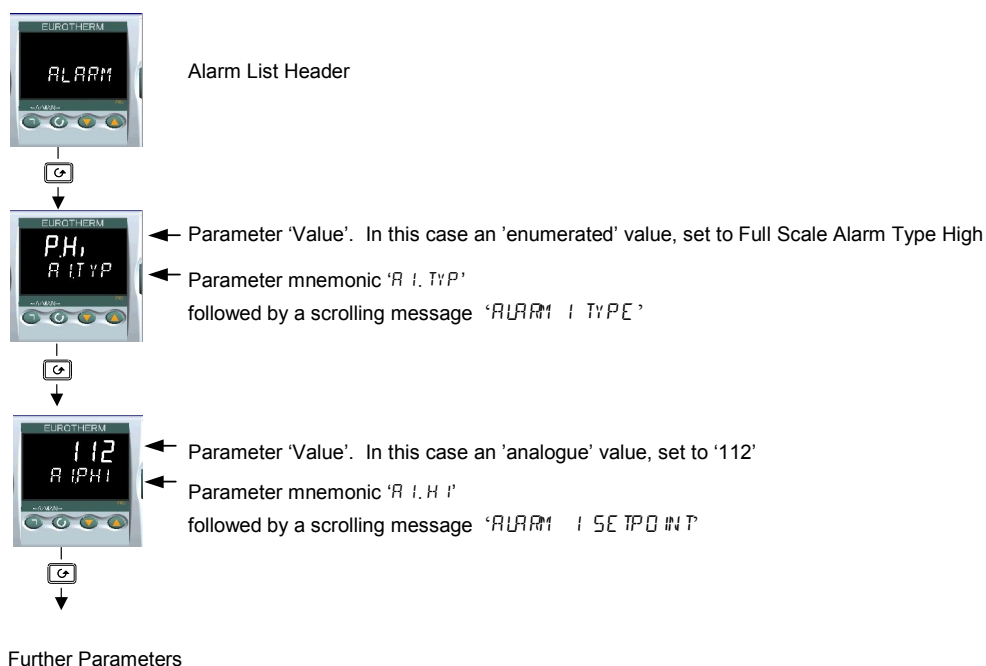 EUROTHERM
ALARM
Alarm List Header
EUROTHERM
P.Hi
A1.TYP
Parameter 'Value'. In this case an 'enumerated' value, set to Full Scale Alarm Type High
Parameter mnemonic ‘A1.TYP’
followed by a scrolling message ‘ALARM 1 TYPE’
EUROTHERM
112
A1PHI
Parameter ‘Value’. In this case an 'analogue' value, set to ‘112’
Parameter mnemonic ‘A1.HI’
followed by a scrolling message ‘ALARM 1 SETPOINT’
Further Parameters